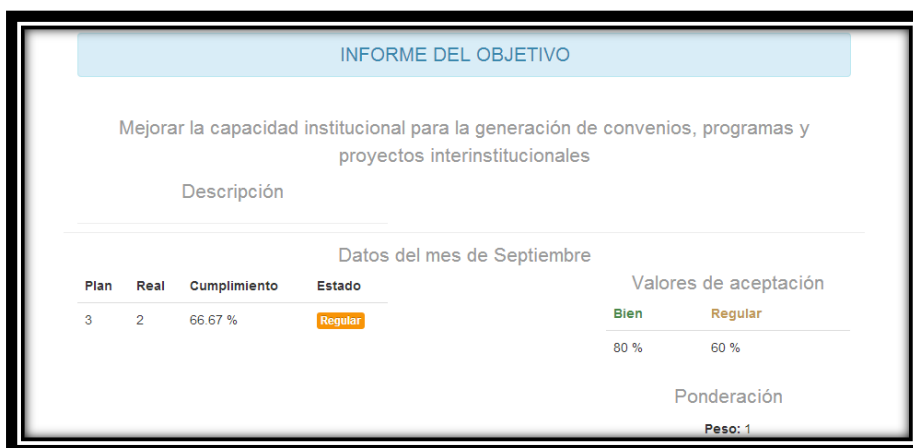 INFORME DEL OBJETIVO
Mejorar la capacidad institucional para la generación de convenios, programas y
proyectos interinstitucionales
Descripción
Datos del mes de Septiembre
Plan Real Cumplimiento Estado
3 2 66.67 % Regular
Valores de aceptación
Bien Regular
80 % 60 %
Ponderación
Peso: 1